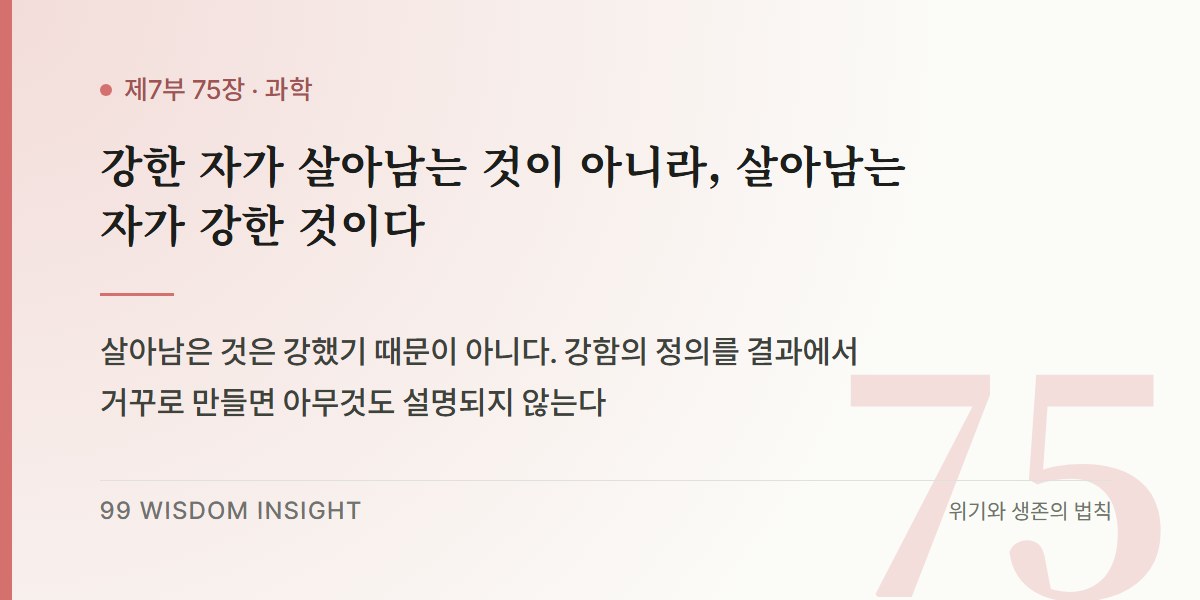 제7부 75장 · 과학
강한 자가 살아남는 것이 아니라, 살아남는
자가 강한 것이다
살아남은 것은 강했기 때문이 아니다. 강함의 정의를 결과에서
거꾸로 만들면 아무것도 설명되지 않는다
75
99 WISDOM INSIGHT
위기와 생존의 법칙